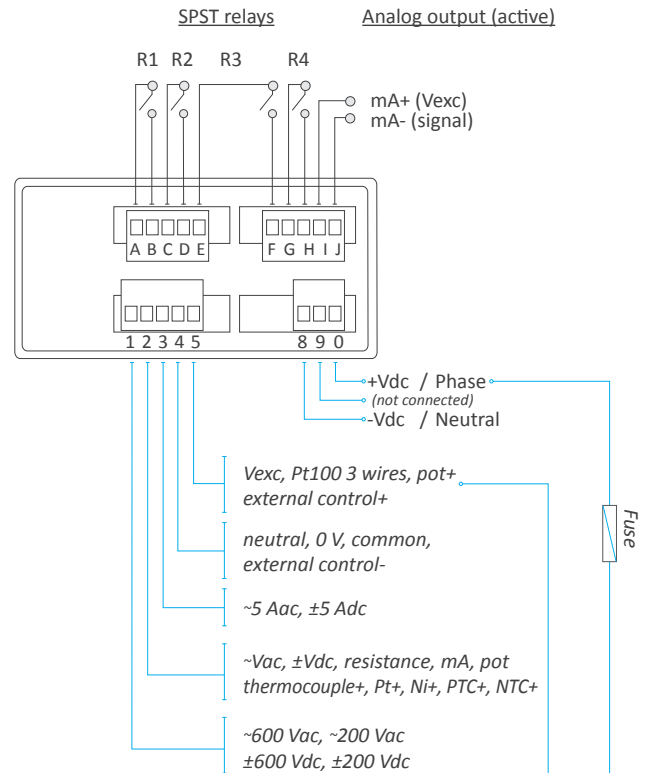 SPST relays Analog output (active)
R1 R2 R3 R4
mA+ (Vexc)
mA- (signal)
A B C D E F G H I J
1 2 3 4 5 8 9 0
+Vdc / Phase
(not connected)
-Vdc / Neutral
Vexc, Pt100 3 wires, pot+
external control+
Fuse
neutral, 0 V, common,
external control-
~5 Aac, ±5 Adc
~Vac, ±Vdc, resistance, mA, pot
thermocouple+, Pt+, Ni+, PTC+, NTC+
~600 Vac, ~200 Vac
±600 Vdc, ±200 Vdc